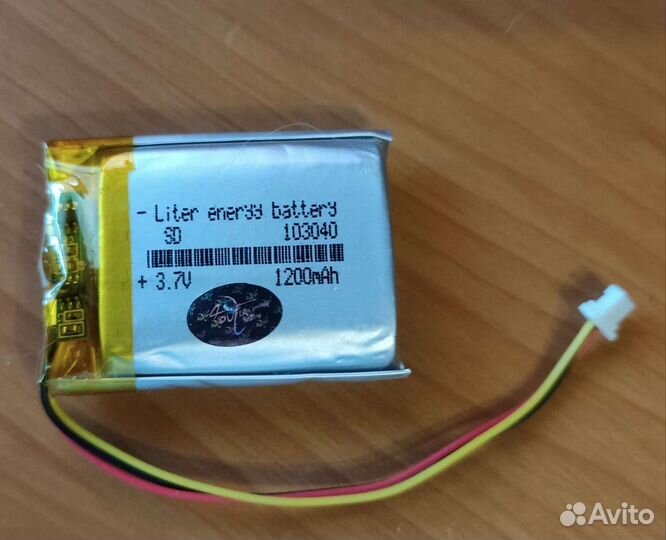 - Liter energy battery
SD 103040
+ 3.7V 1200mAh
Avito